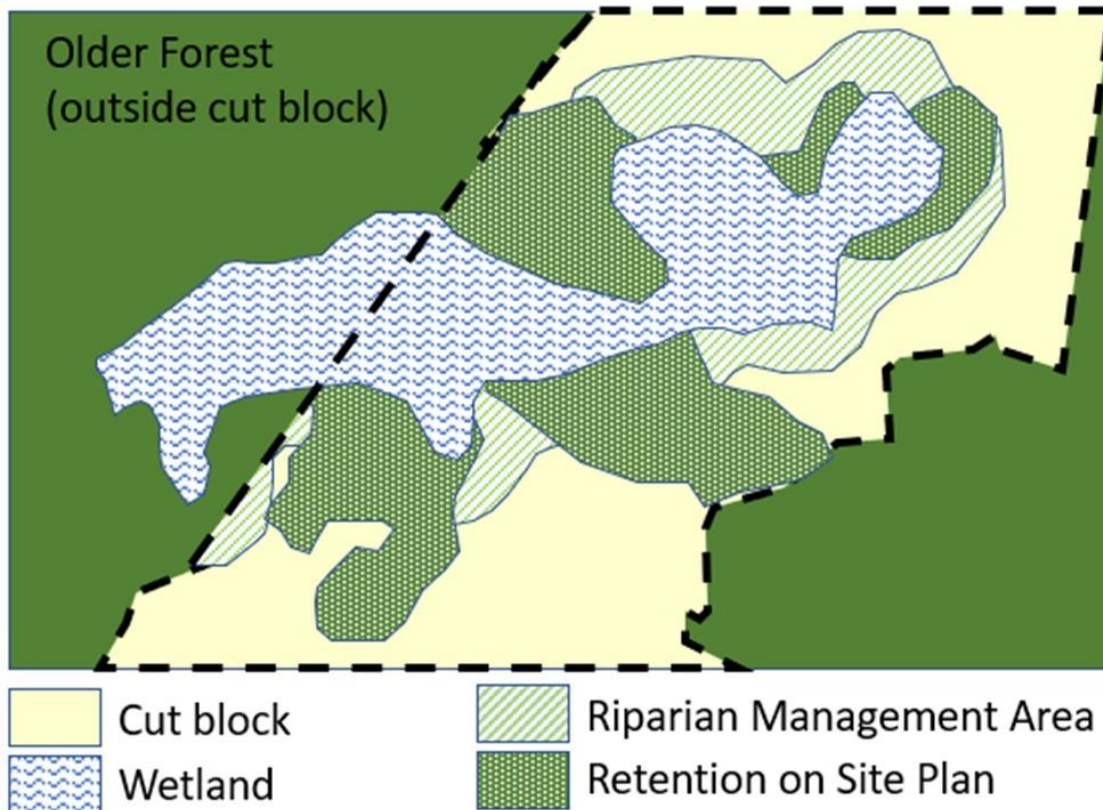 Older Forest
(outside cut block)
Cut block
Riparian Management Area
Wetland
Retention on Site Plan